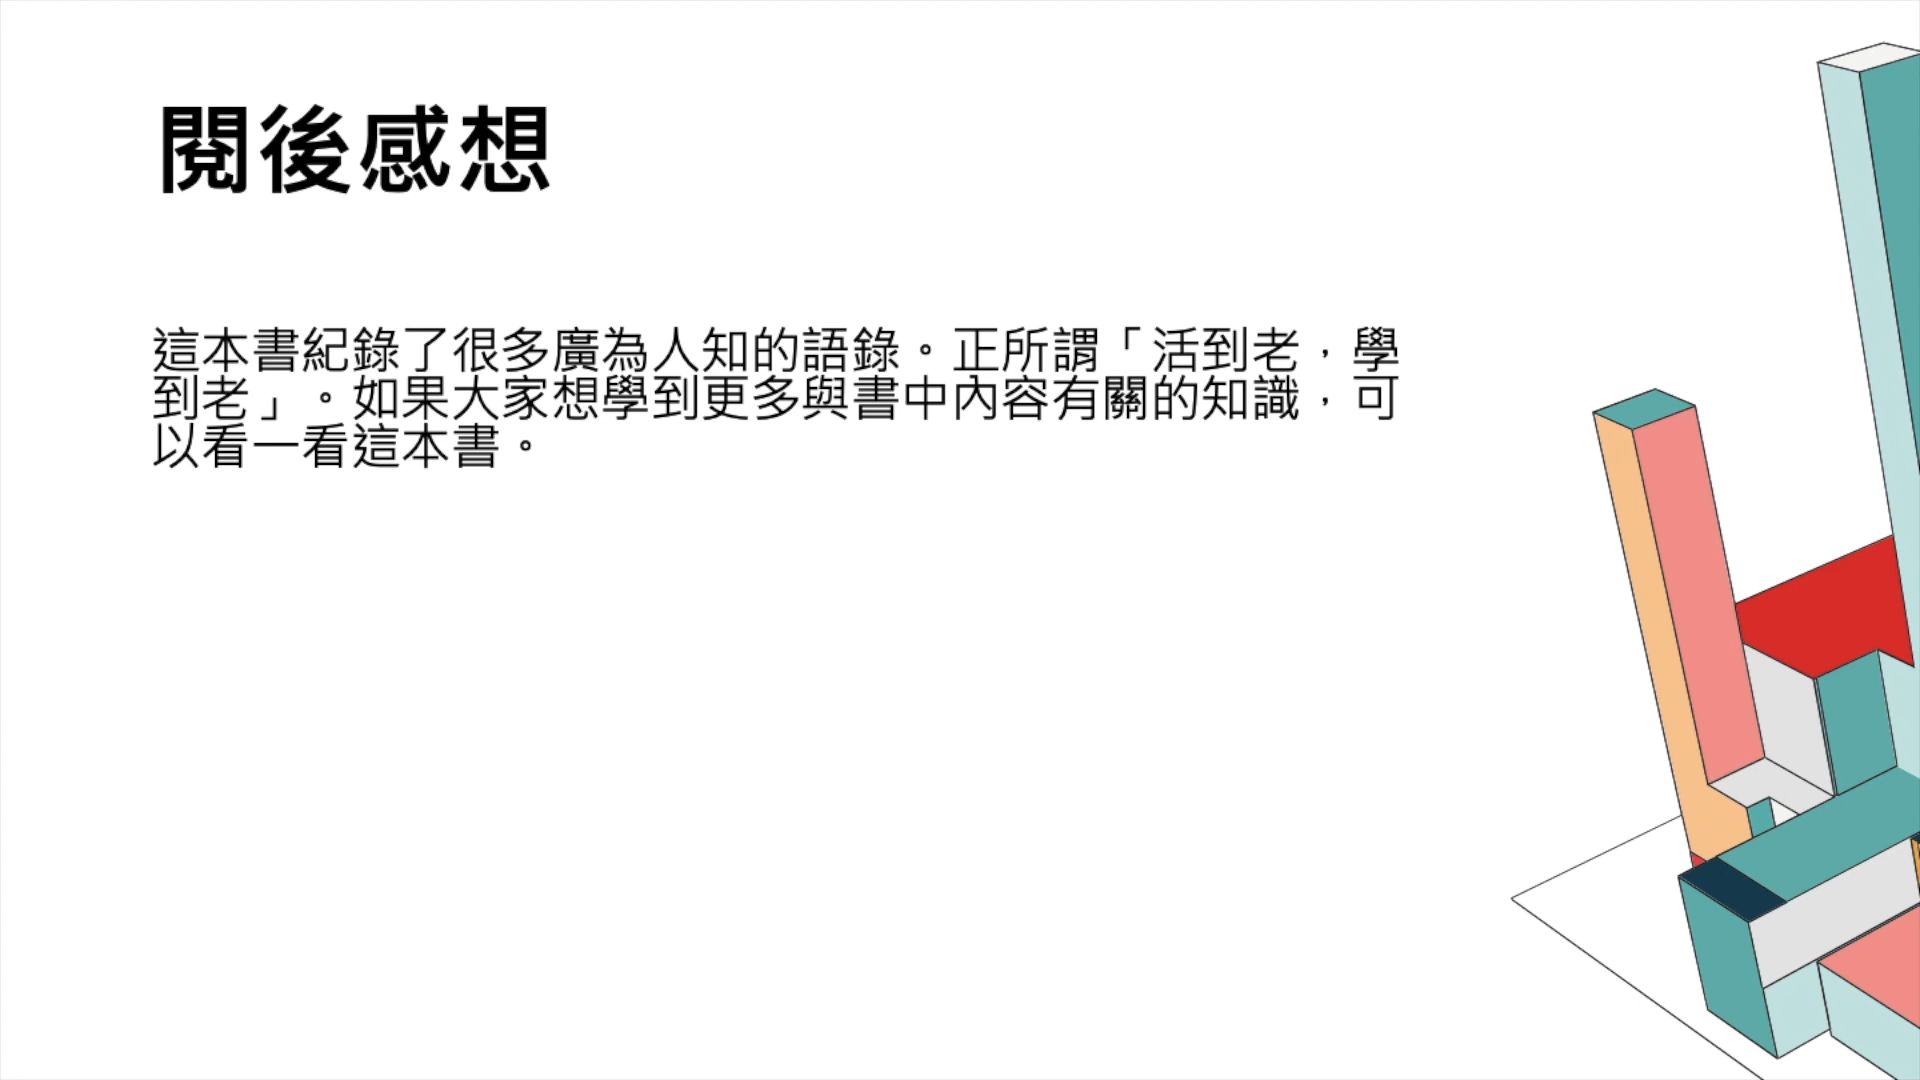 閱後感想
這本書紀錄了很多廣為人知的語錄。正所謂「活到老，學
到老」。如果大家想學到更多與書中內容有關的知識，可
以看一看這本書。